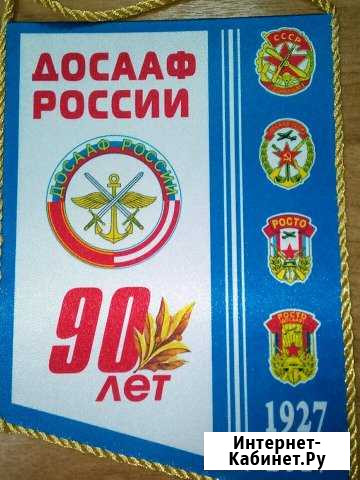 ДОСААФ
РОССИИ
ДОСААФ РОССИИ
90
лет
СССР
РОСТО
РОСТО
1927
Интернет-
Кабинет.Ру